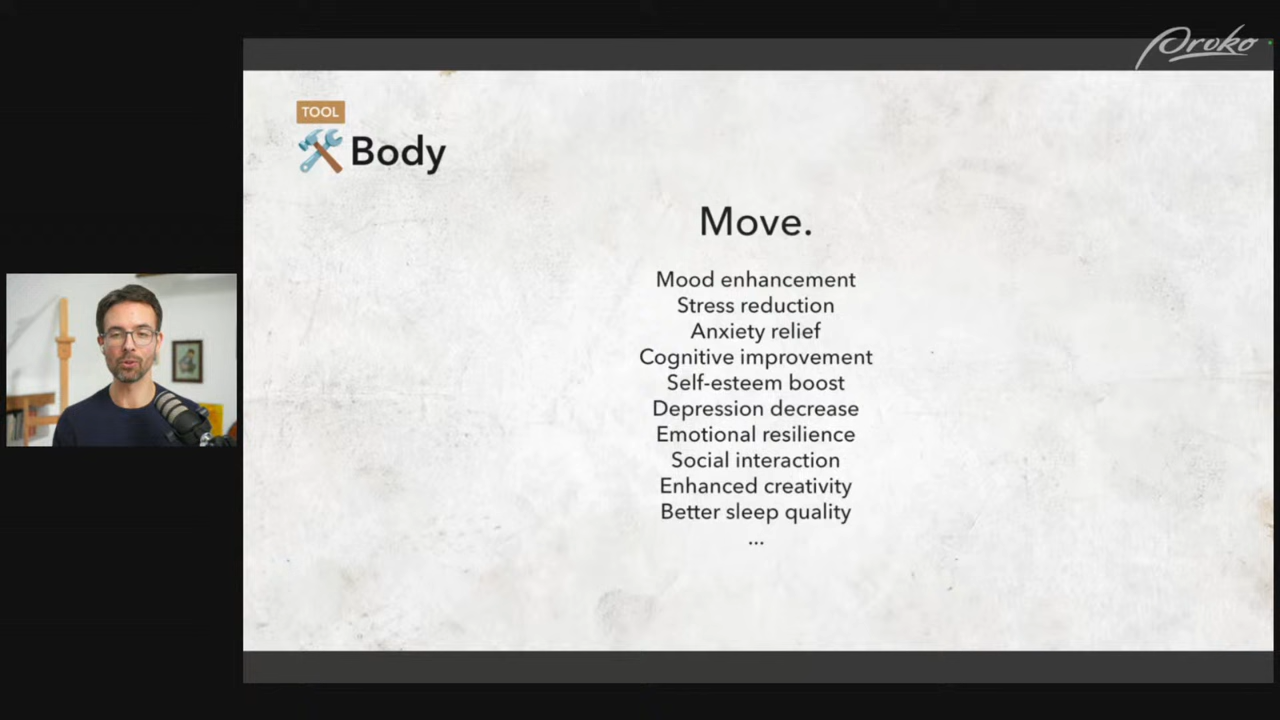 Proko
TOOL
Body
Move.
Mood enhancement
Stress reduction
Anxiety relief
Cognitive improvement
Self-esteem boost
Depression decrease
Emotional resilience
Social interaction
Enhanced creativity
Better sleep quality
...